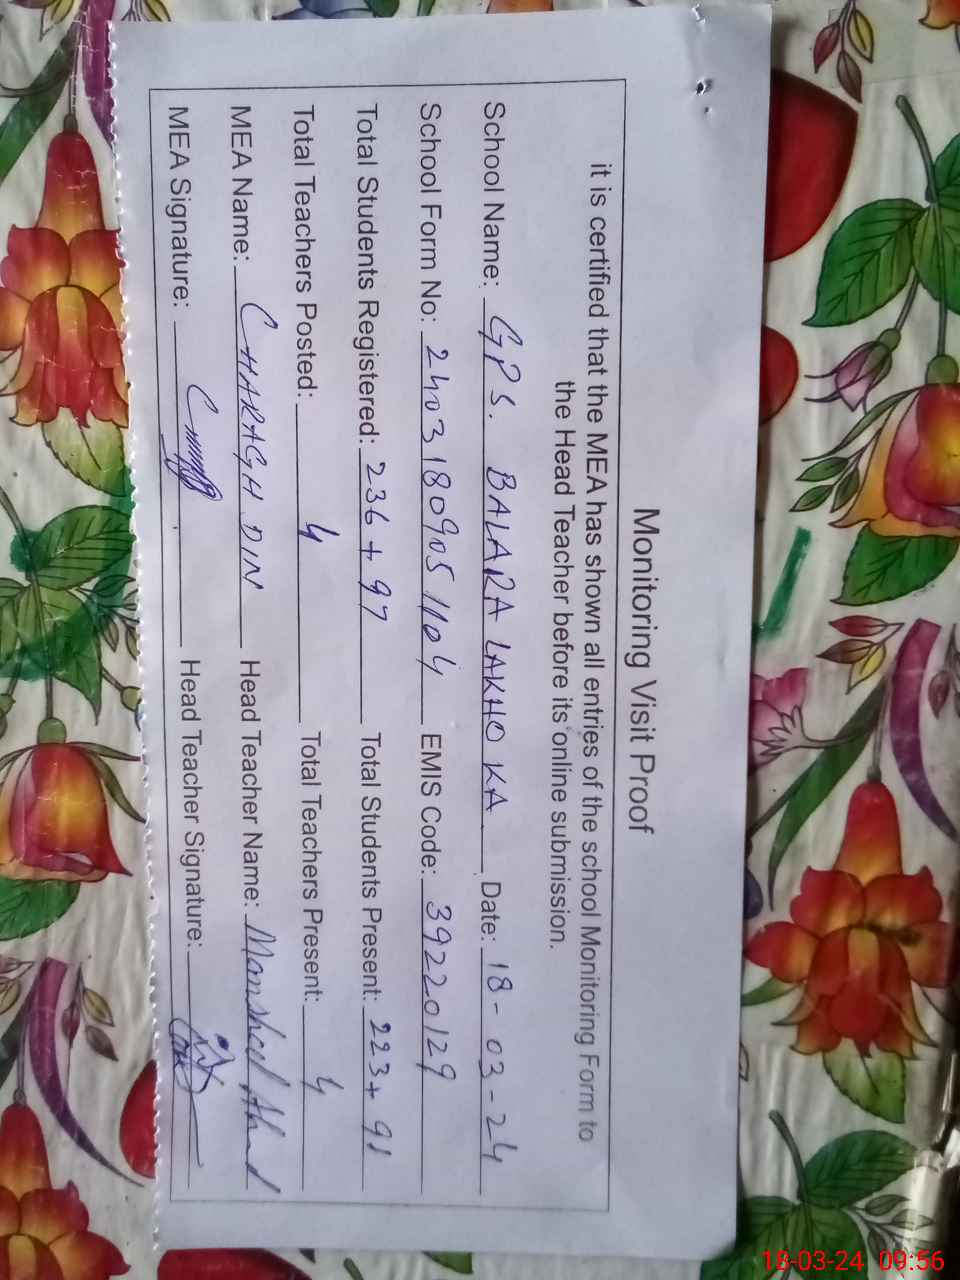 Monitoring Visit Proof
it is certified that the MEA has shown all entries of the school Monitoring Form to
the Head Teacher before its online submission.
School Name: GPS. BALARA LAKHO KA Date: 18-03-24
School Form No: 24031809051104 EMIS Code: 39220129
Total Students Registered: 236 + 97 Total Students Present: 223 + 91
Total Teachers Posted: 4 Total Teachers Present: 4
MEA Name: CHARAGH DIN Head Teacher Name:
MEA Signature: Head Teacher Signature:
18-03-24 09:56